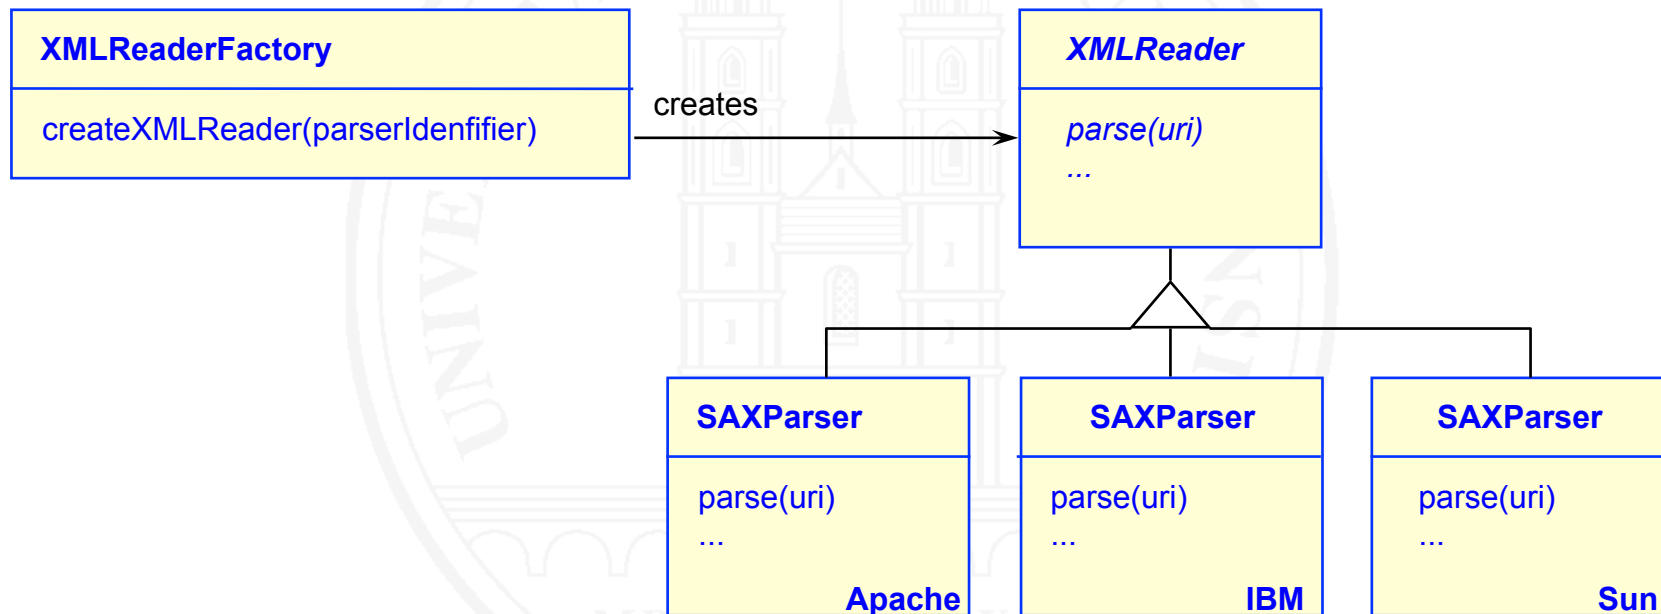 XMLReaderFactory
createXMLReader(parserIdenfifier)
creates
XMLReader
parse(uri)
...
SAXParser
parse(uri)
...
Apache
SAXParser
parse(uri)
...
IBM
SAXParser
parse(uri)
...
Sun